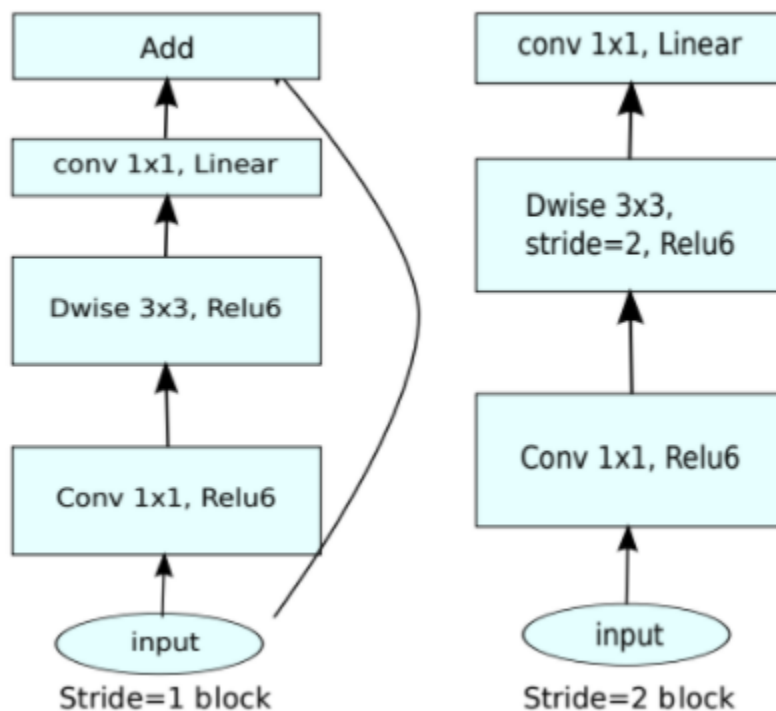 Add
conv 1x1, Linear
Dwise 3x3, Relu6
Conv 1x1, Relu6
input
Stride=1 block
conv 1x1, Linear
Dwise 3x3,
stride=2, Relu6
Conv 1x1, Relu6
input
Stride=2 block